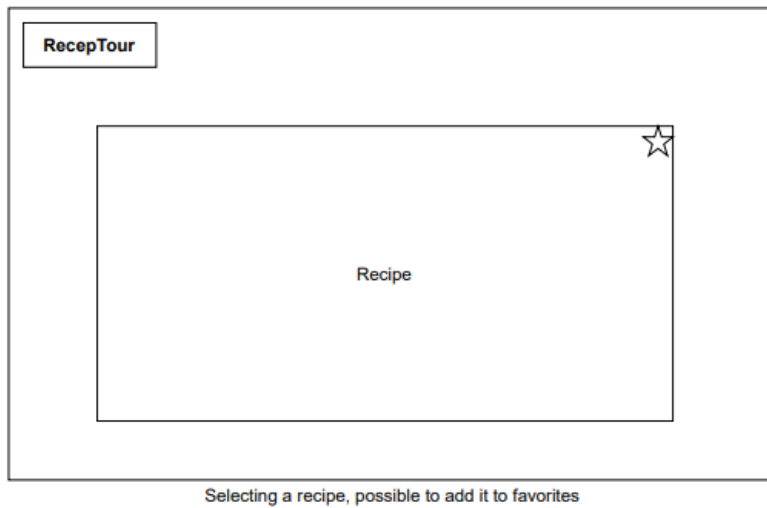 RecepTour
Recipe
Selecting a recipe, possible to add it to favorites